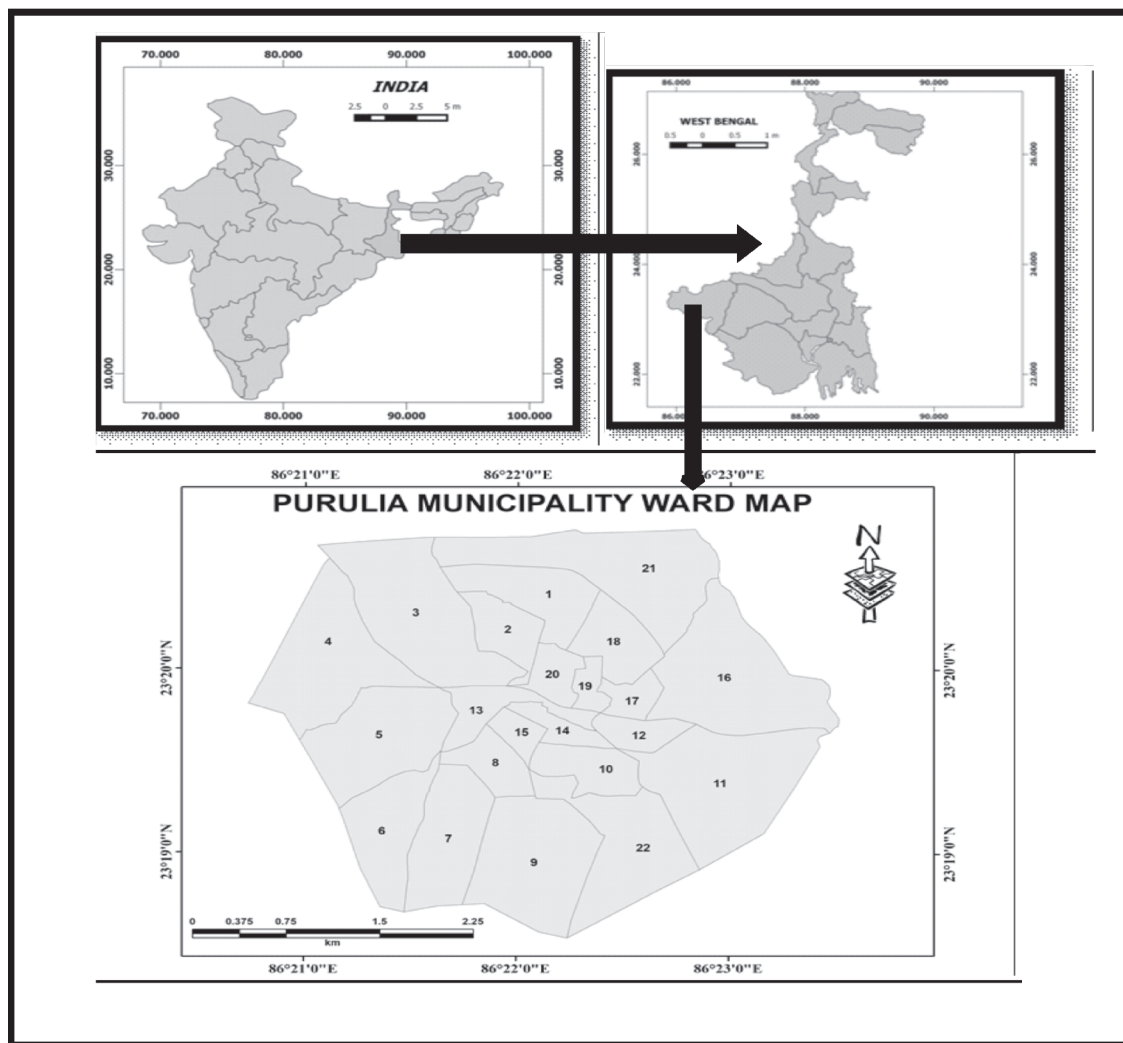 70.000 80.000 90.000 100.000
INDIA
2.5 0 2.5 5 m
30.000 30.000
20.000 20.000
10.000 10.000
70.000 80.000 90.000 100.000
86.000 88.000 90.000
WEST BENGAL
0.5 0 0.5 1 m
26.000 26.000
24.000 24.000
22.000 22.000
86.000 88.000 90.000
86°21'0"E 86°22'0"E 86°23'0"E
PURULIA MUNICIPALITY WARD MAP
N
21
1
3
2
4
18
23°20'0"N 23°20'0"N
20
16
19
17
13
5
15
14
12
8
10
11
6
7
22
9
23°19'0"N 23°19'0"N
0 0.375 0.75 1.5 2.25
km
86°21'0"E 86°22'0"E 86°23'0"E